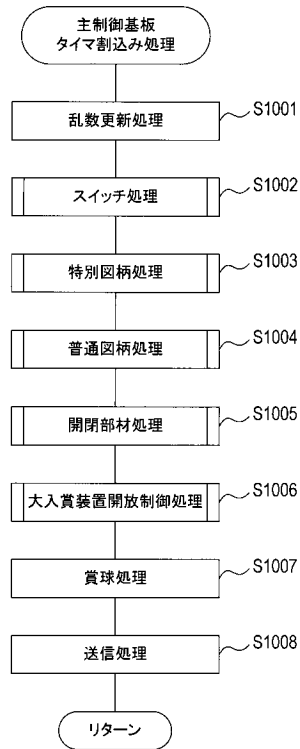 主制御基板
タイマ割込み処理
乱数更新処理
S1001
スイッチ処理
S1002
特別図柄処理
S1003
普通図柄処理
S1004
開閉部材処理
S1005
大入賞装置開放制御処理
S1006
賞球処理
S1007
送信処理
S1008
リターン